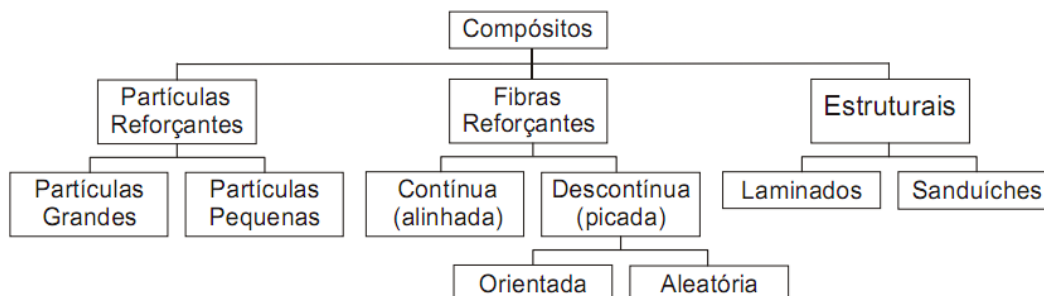 Compósitos
Partículas
Reforçantes
Fibras
Reforçantes
Estruturais
Partículas
Grandes
Partículas
Pequenas
Contínua
(alinhada)
Descontínua
(picada)
Laminados
Sanduíches
Orientada
Aleatória